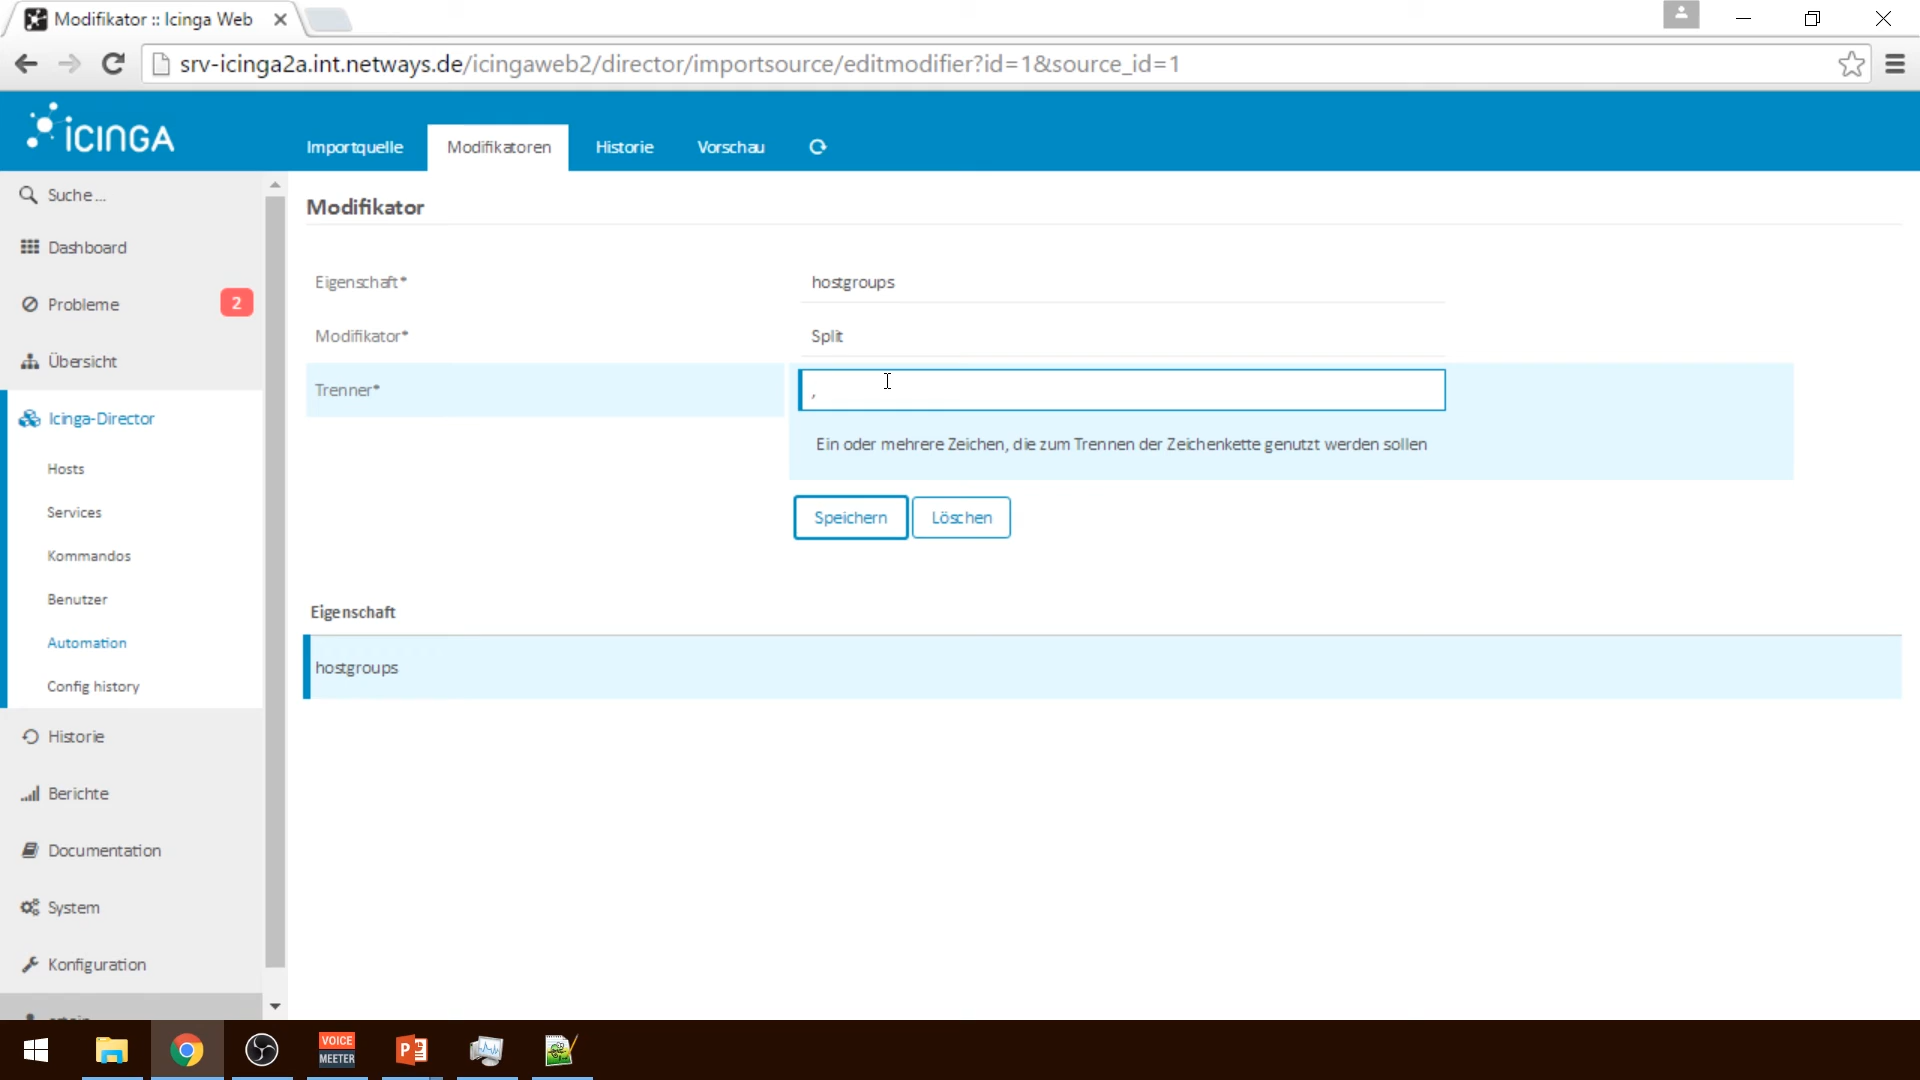 Modifikator :: Icinga Web
srv-icinga2a.int.netways.de/icingaweb2/director/importsource/editmodifier?id=1&source_id=1
ICINGA
Importquelle
Modifikatoren
Historie
Vorschau
Suche ...
Dashboard
Probleme
2
Übersicht
Icinga-Director
Hosts
Services
Kommandos
Benutzer
Automation
Config history
Historie
Berichte
Documentation
System
Konfiguration
Modifikator
Eigenschaft*
hostgroups
Modifikator*
Split
Trenner*
,
Ein oder mehrere Zeichen, die zum Trennen der Zeichenkette genutzt werden sollen
Speichern
Löschen
Eigenschaft
hostgroups
VOICE
MEETER
P